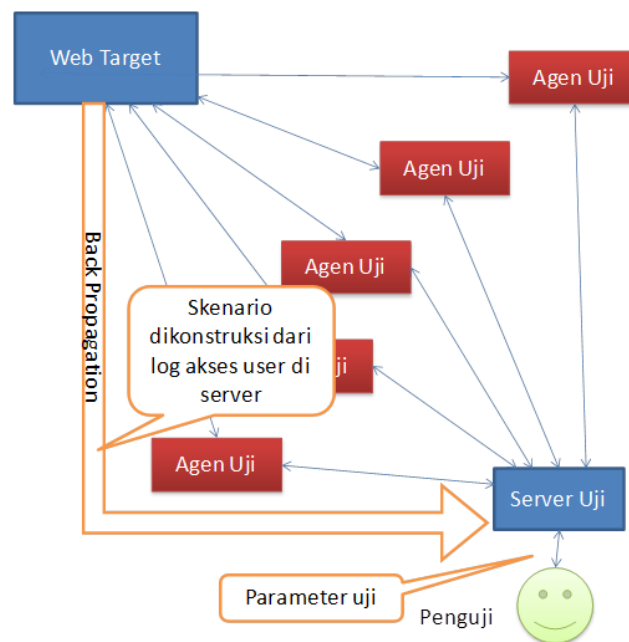 Web Target
Agen Uji
Agen Uji
Agen Uji
Back Propagation
Skenario
dikonstruksi dari
log akses user di
server
Agen Uji
Server Uji
Parameter uji
Penguji